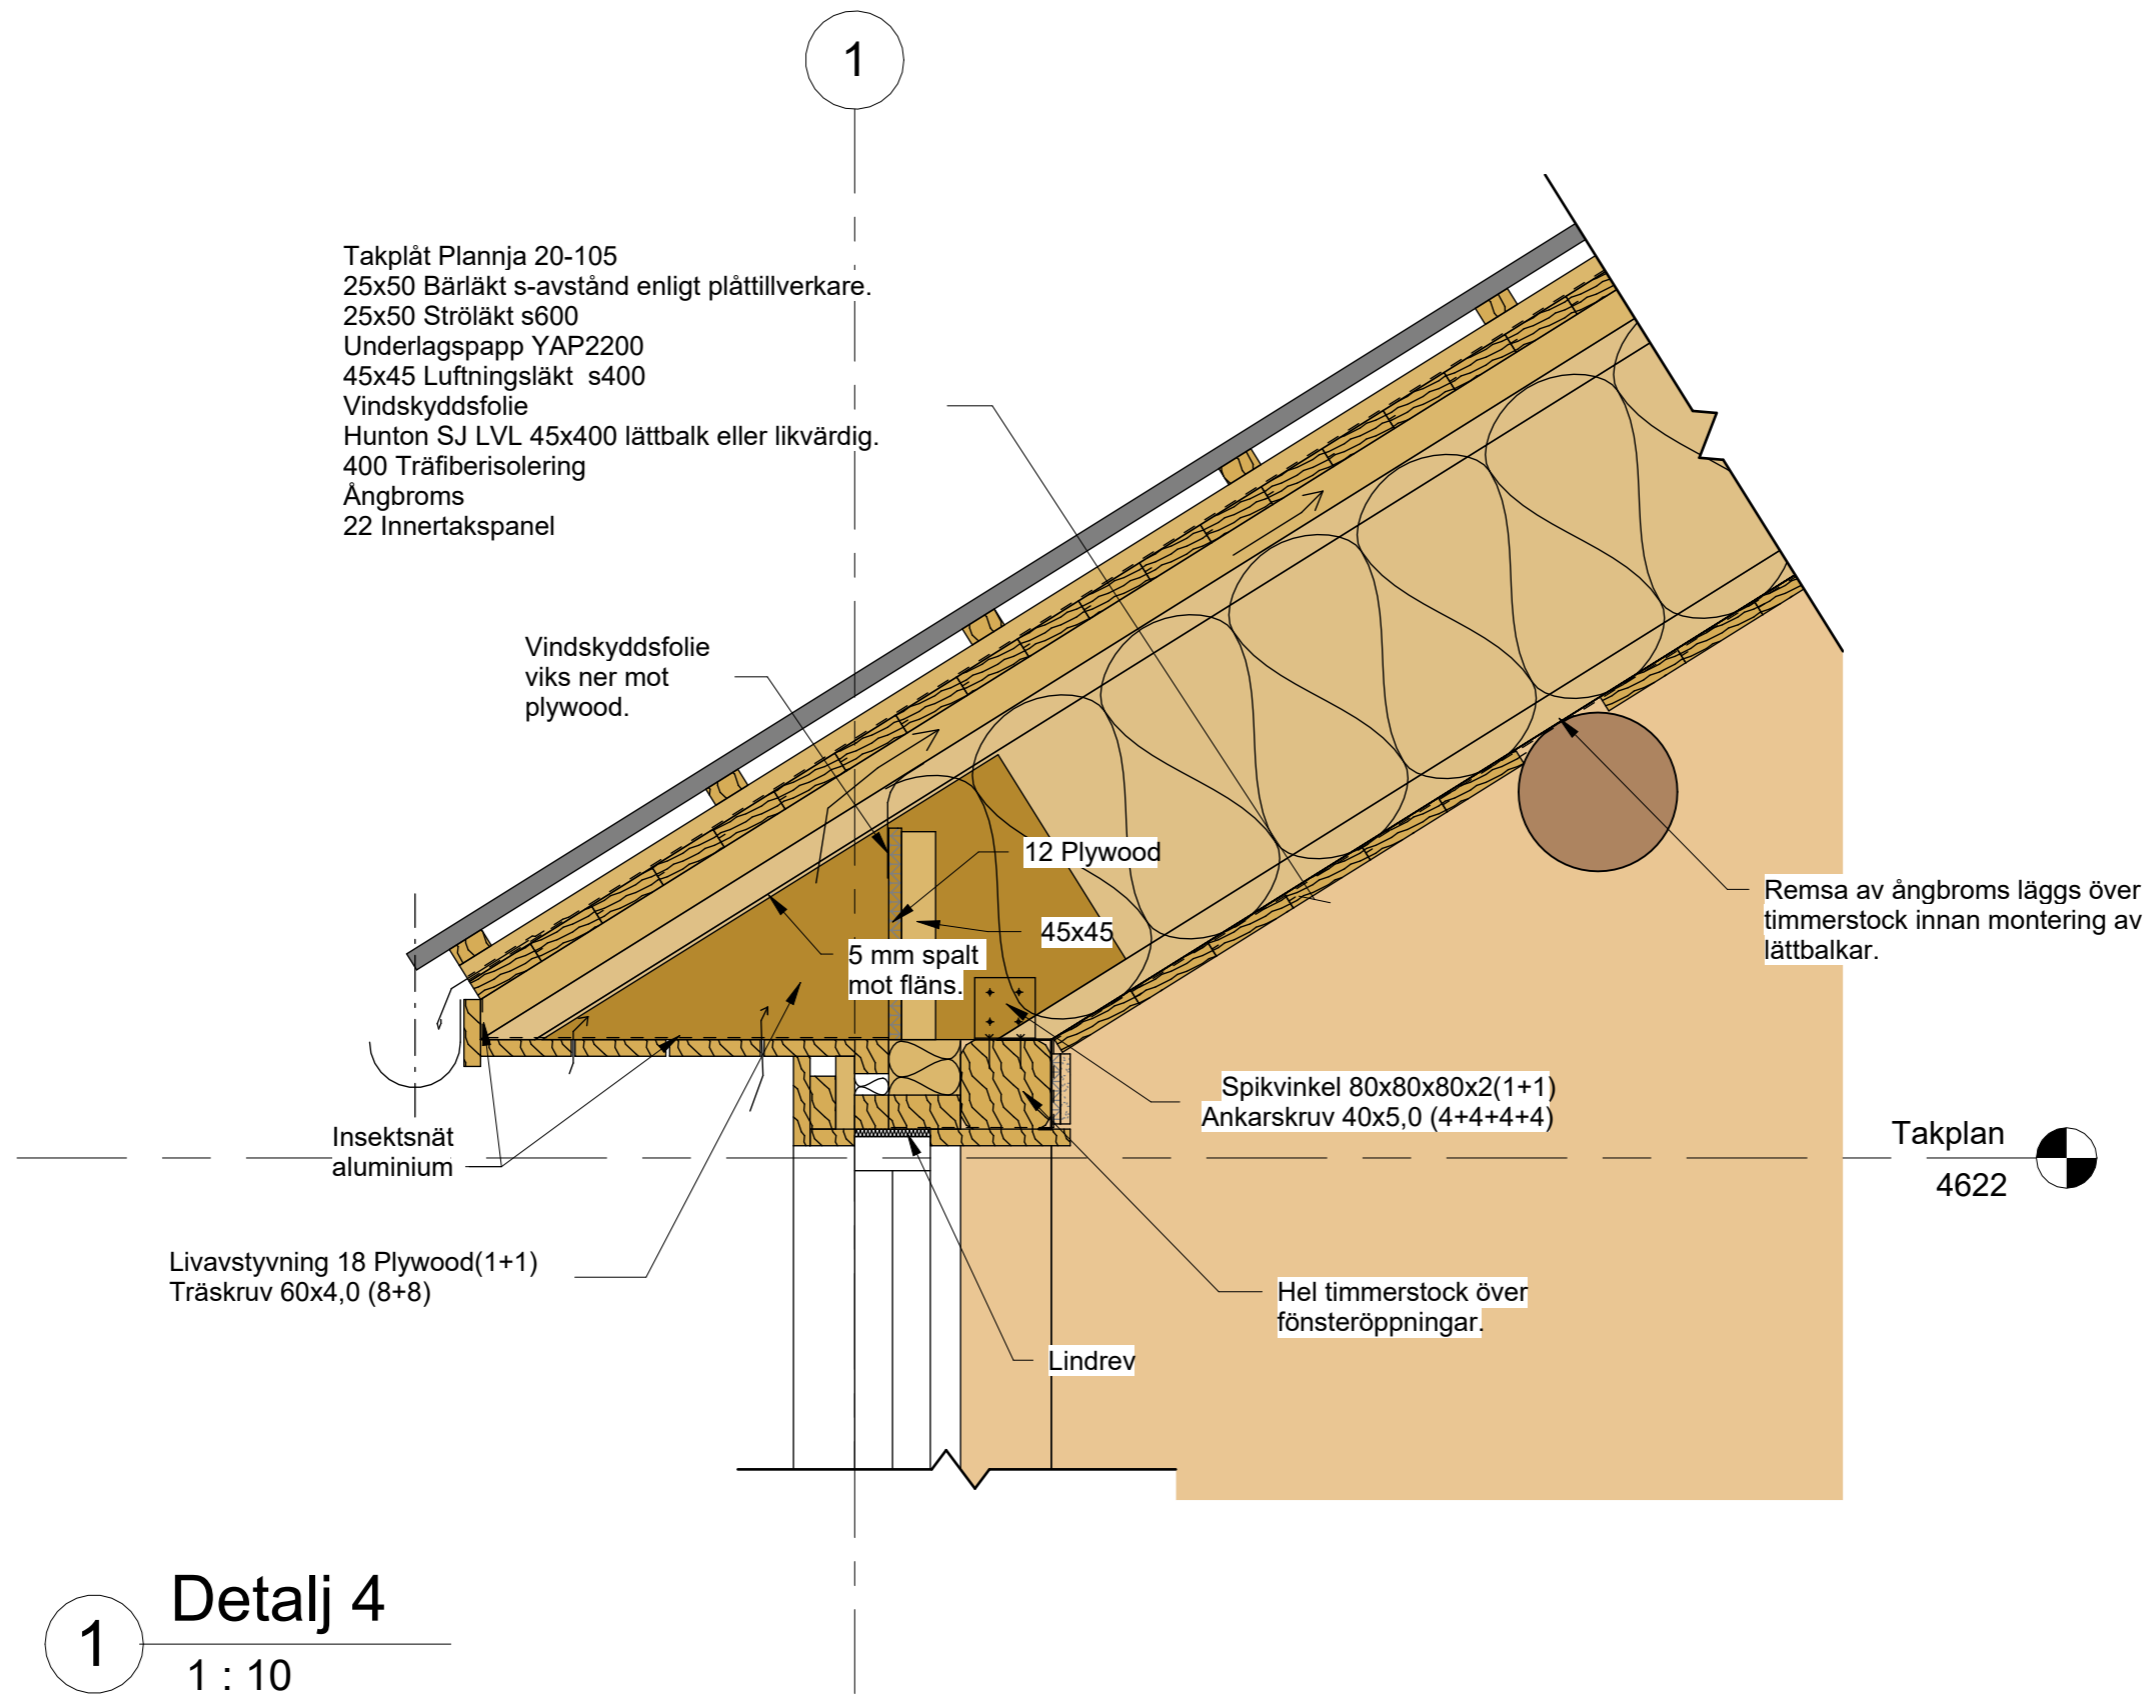 1
Takplåt Plannja 20-105
25x50 Bärläkt s-avstånd enligt plåttillverkare.
25x50 Ströläkt s600
Underlagspapp YAP2200
45x45 Luftningsläkt  s400
Vindskyddsfolie
Hunton SJ LVL 45x400 lättbalk eller likvärdig.
400 Träfiberisolering
Ångbroms
22 Innertakspanel
Vindskyddsfolie
viks ner mot
plywood.
12 Plywood
45x45
5 mm spalt
mot fläns.
Remsa av ångbroms läggs över
timmerstock innan montering av
lättbalkar.
Spikvinkel 80x80x80x2(1+1)
Ankarskruv 40x5,0 (4+4+4+4)
Insektsnät
aluminium
Takplan
4622
Livavstyvning 18 Plywood(1+1)
Träskruv 60x4,0 (8+8)
Hel timmerstock över
fönsteröppningar.
Lindrev
1
Detalj 4
1 : 10